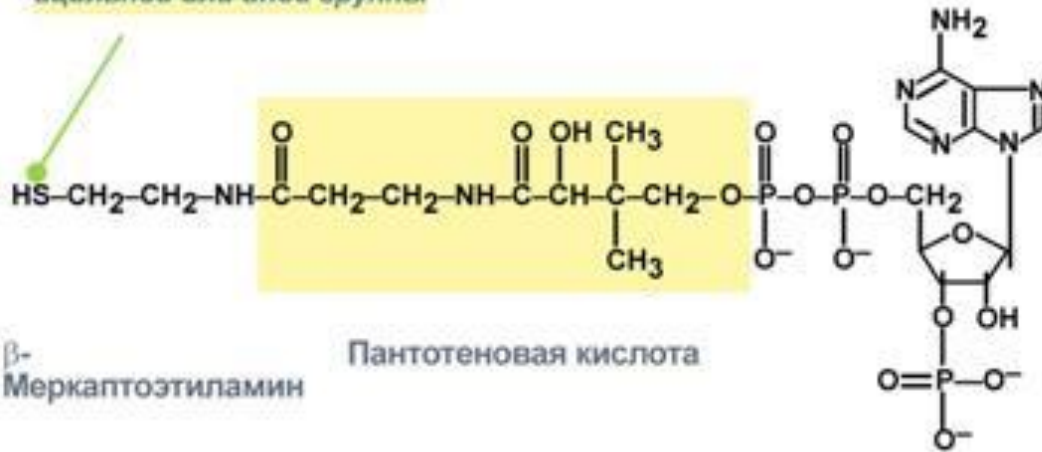 NH₂
N
N
N
N
O
O OH CH₃
O
O
HS–CH₂–CH₂–NH–C–CH₂–CH₂–NH–C–CH–C–CH₂–O–P–O–P–O–CH₂
CH₃
O⁻
O⁻
O
O
OH
β-
Меркаптоэтиламин
Пантотеновая кислота
O=P–O⁻
O⁻